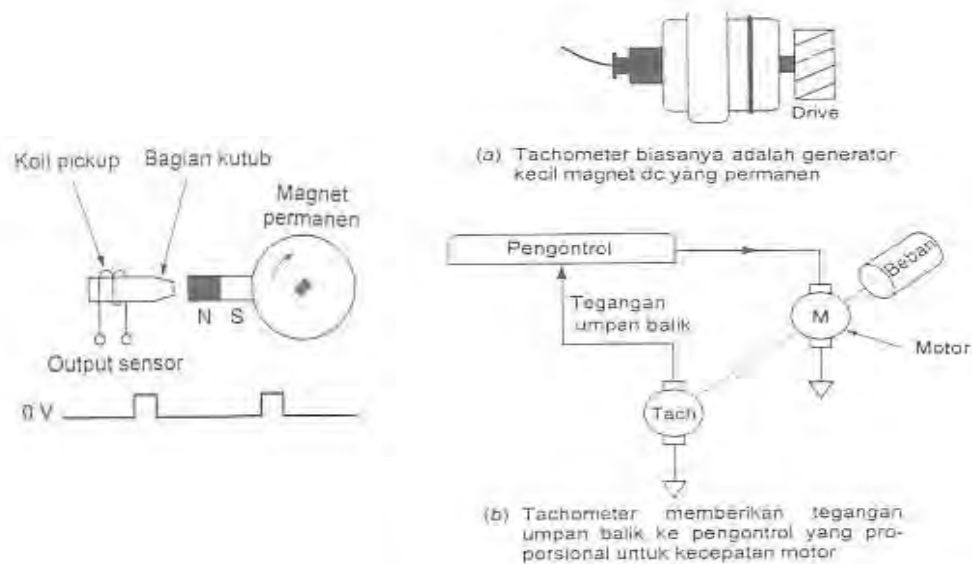 Koil pickup
Bagian kutub
Magnet
permanen
N S
Output sensor
0 V
Drive
(a) Tachometer biasanya adalah generator
kecil magnet dc yang permanen
Pengontrol
Beban
Tegangan
umpan balik
M
Motor
Tach
(b) Tachometer memberikan tegangan
umpan balik ke pengontrol yang pro-
porsional untuk kecepatan motor